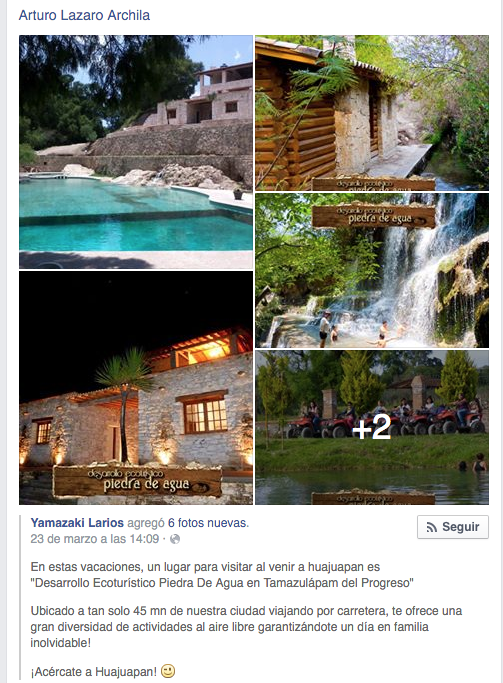 Arturo Lazaro Archila
desarrollo ecoturístico
piedra de agua
desarrollo ecoturístico
piedra de agua
desarrollo ecoturístico
piedra de agua
+2
desarrollo ecoturístico
Yamazaki Larios agregó 6 fotos nuevas.
23 de marzo a las 14:09 ·
Seguir
En estas vacaciones, un lugar para visitar al venir a huajuapan es
"Desarrollo Ecoturístico Piedra De Agua en Tamazulápam del Progreso"
Ubicado a tan solo 45 mn de nuestra ciudad viajando por carretera, te ofrece una
gran diversidad de actividades al aire libre garantizándote un día en familia
inolvidable!
¡Acércate a Huajuapan! 🙂